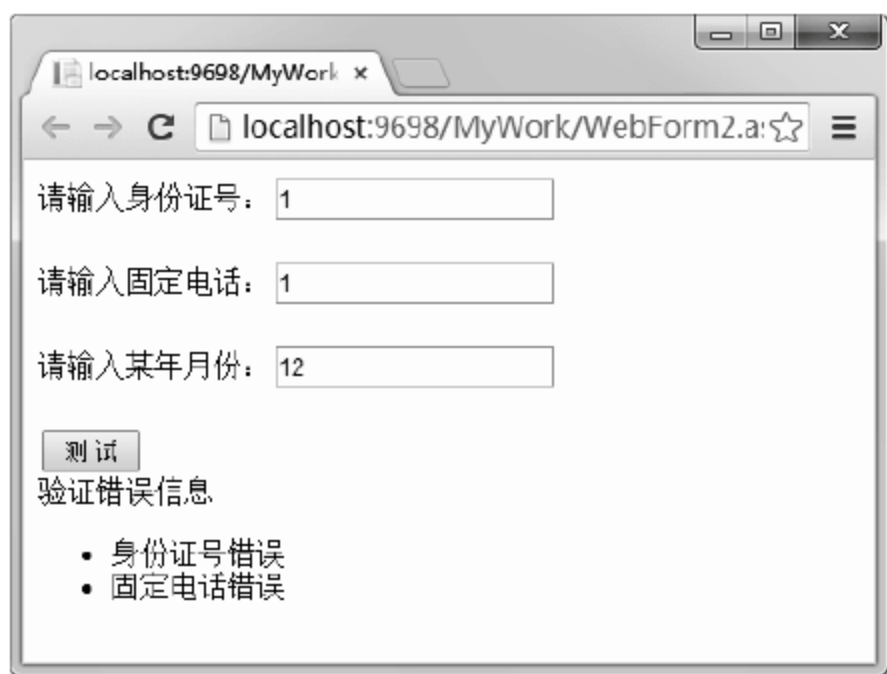 localhost:9698/MyWork
localhost:9698/MyWork/WebForm2.as
请输入身份证号: 1
请输入固定电话: 1
请输入某年月份: 12
测 试
验证错误信息
• 身份证号错误
• 固定电话错误